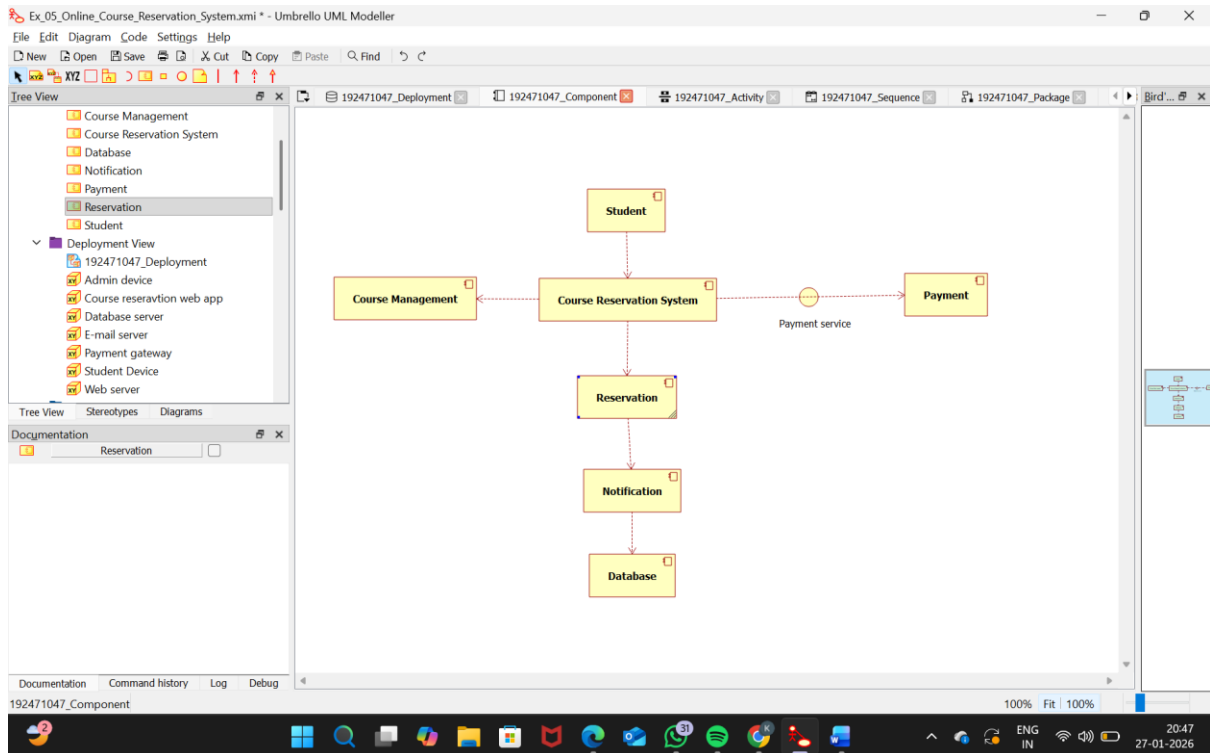 Ex_05_Online_Course_Reservation_System.xmi * - Umbrello UML Modeller
File Edit Diagram Code Settings Help
New Open Save Cut Copy Paste Find
XYZ
Tree View
Course Management
Course Reservation System
Database
Notification
Payment
Reservation
Student
Deployment View
192471047_Deployment
Admin device
Course reseravtion web app
Database server
E-mail server
Payment gateway
Student Device
Web server
Tree View Stereotypes Diagrams
Documentation
Reservation
Documentation Command history Log Debug
192471047_Deployment 192471047_Component 192471047_Activity 192471047_Sequence 192471047_Package
Student
Course Management
Course Reservation System
Payment service
Payment
Reservation
Notification
Database
Bird'...
192471047_Component
100% Fit 100%
2
31
K
ENG
IN
20:47
27-01-2026